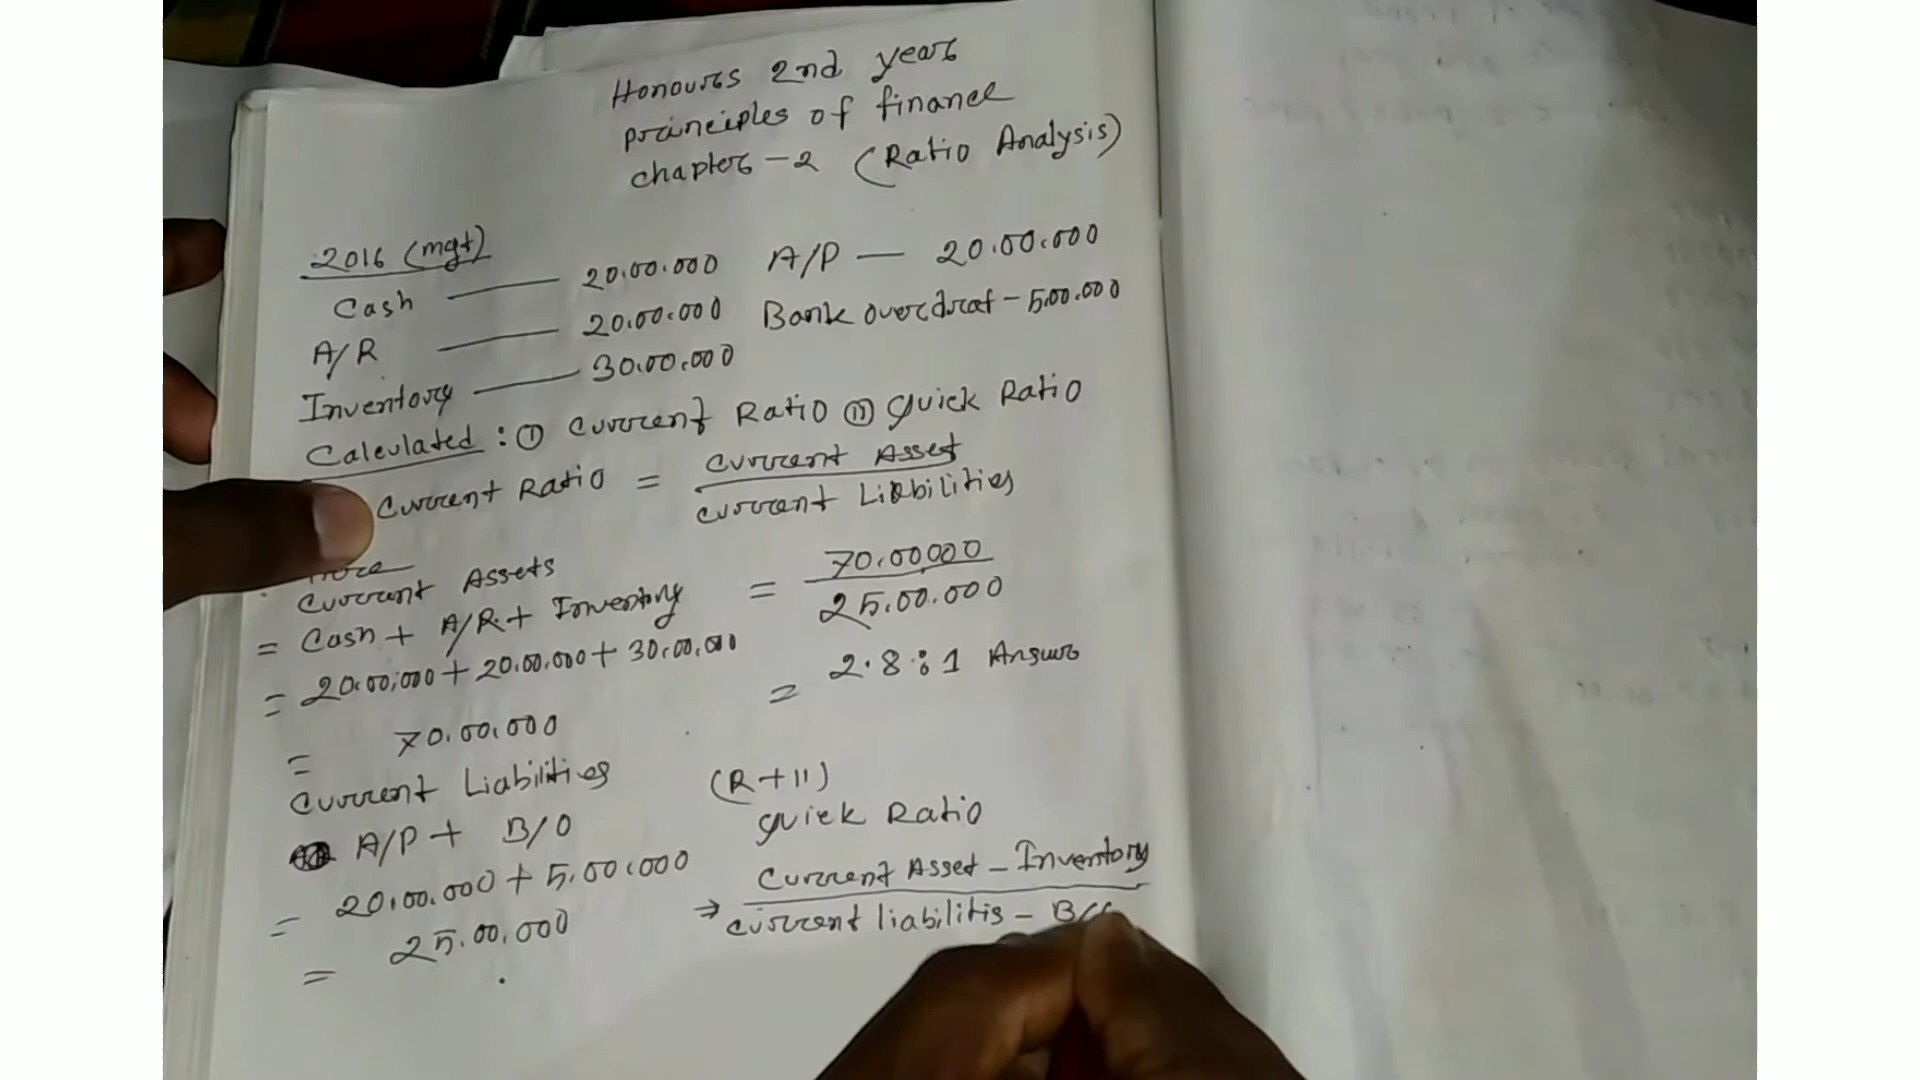 Honours 2nd year
principles of finance
chapter - 2 (Ratio Analysis)
2016 (mgt)
Cash — 20,00,000 A/P — 20,00,000
A/R — 20,00,000 Bank overdraf - 5,00,000
Inventory — 30,00,000
Calculated : (i) Current Ratio (ii) quick Ratio
Current Ratio = Current Asset / Current Liabilities
Current Assets
= Cash + A/R + Inventory
= 20,00,000 + 20,00,000 + 30,00,000
= 70,00,000
= 70,00000 / 25,00,000
= 2.8 : 1 Answer
Current Liabilities
A/P + B/O
= 20,00,000 + 5,00,000
= 25,00,000
(R + 11)
quick Ratio
⇒ Current Asset - Inventory / current liabilitis - B/